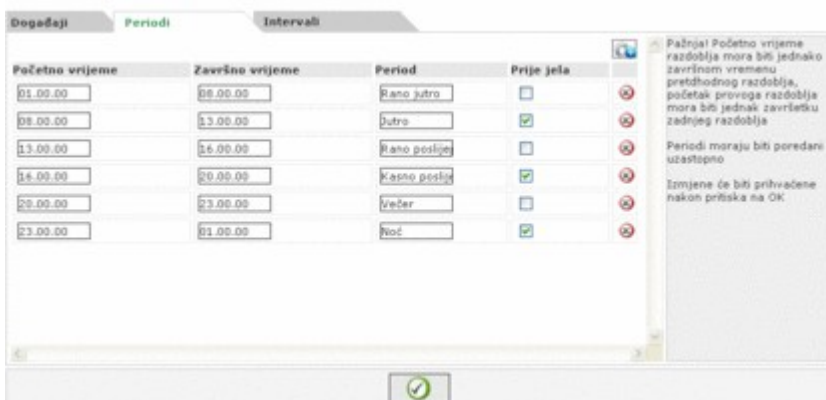 Događaji Periodi Intervali
Početno vrijeme Završno vrijeme Period Prije jela
01.00.00 08.00.00 Rano jutro
08.00.00 13.00.00 Jutro
13.00.00 16.00.00 Rano poslijep
16.00.00 20.00.00 Kasno poslije
20.00.00 23.00.00 Večer
23.00.00 01.00.00 Noć
Pažnja! Početno vrijeme
razdoblja mora biti jednako
završnom vremenu
pretdhodnog razdoblja,
početak provoga razdoblja
mora biti jednak završetku
zadnjeg razdoblja
Periodi moraju biti poredani
uzastopno
Izmjene će biti prihvaćene
nakon pritiska na OK